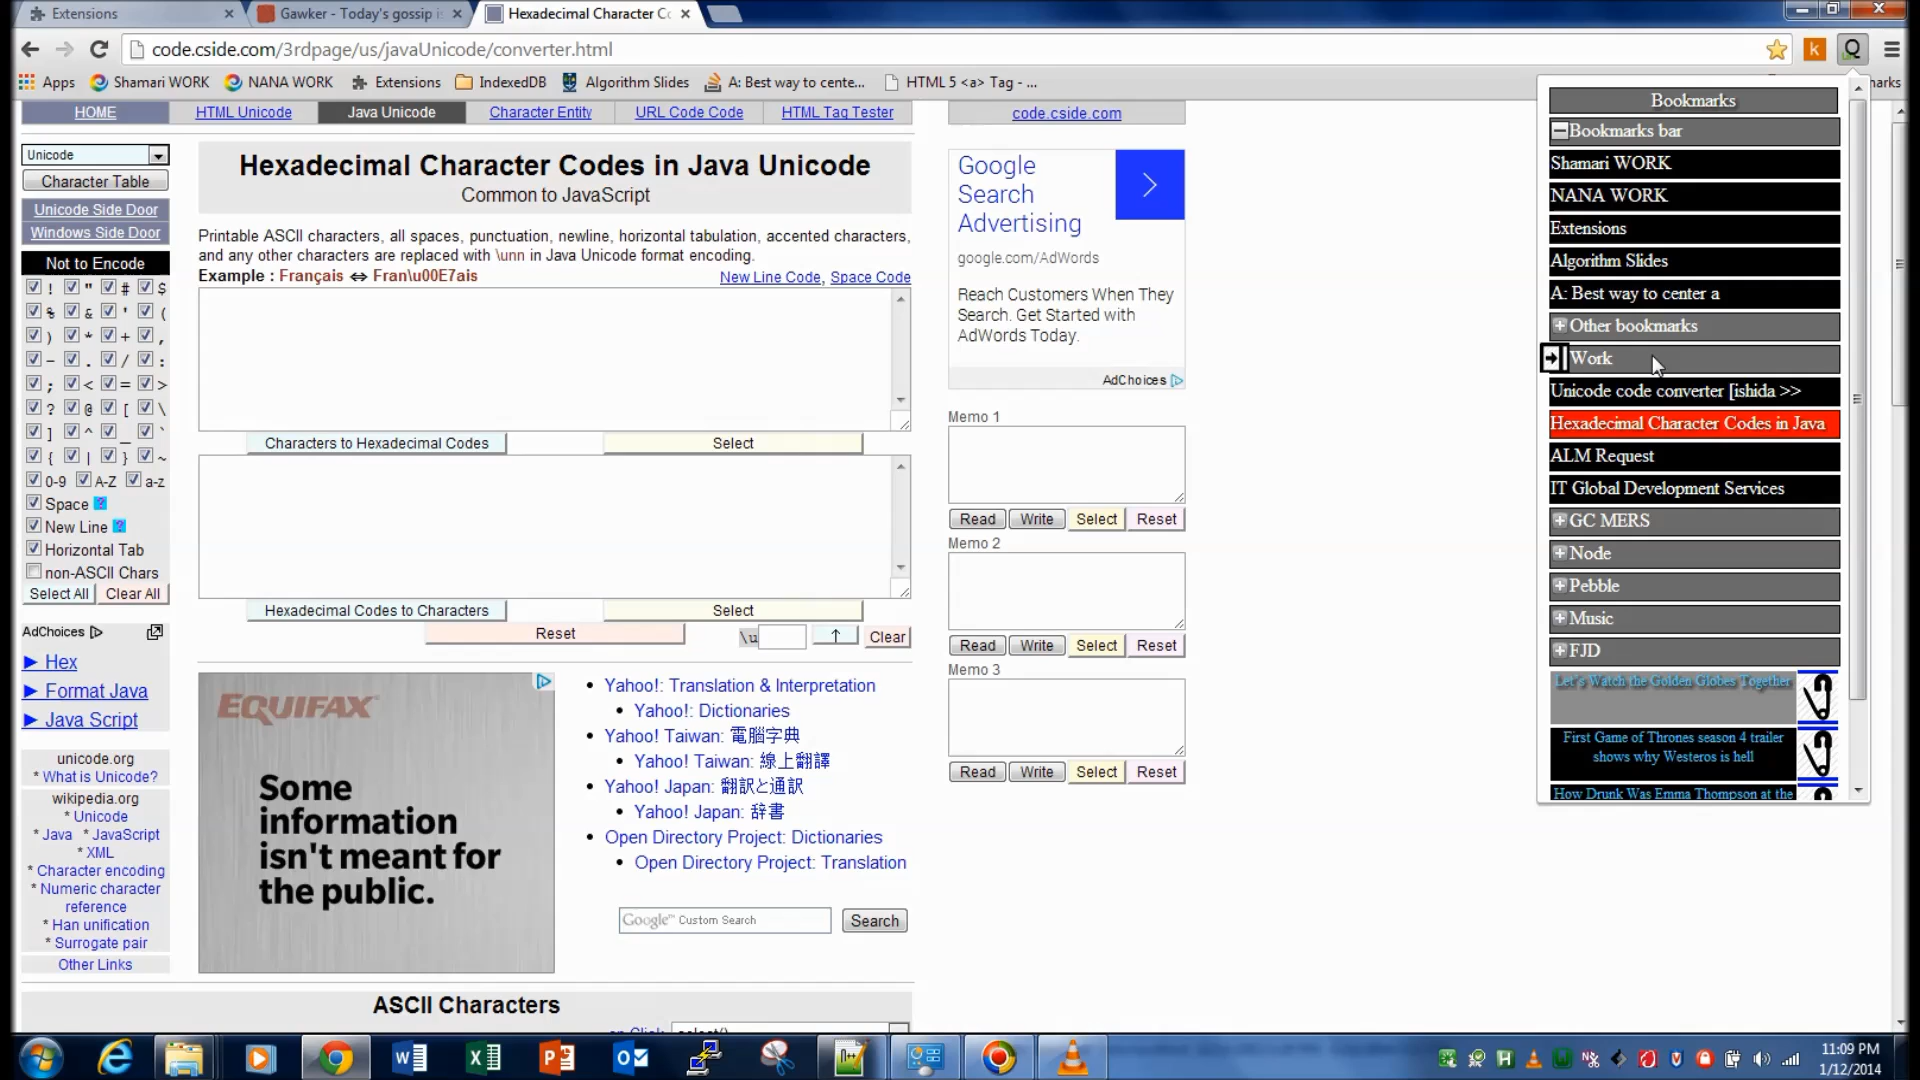 Extensions
Gawker - Today's gossip i
Hexadecimal Character Co
code.cside.com/3rdpage/us/javaUnicode/converter.html
Apps
Shamari WORK
NANA WORK
Extensions
IndexedDB
Algorithm Slides
A: Best way to cente...
HTML 5 <a> Tag - ...
arks
HOME
HTML Unicode
Java Unicode
Character Entity
URL Code Code
HTML Tag Tester
code.cside.com
Unicode
Character Table
Unicode Side Door
Windows Side Door
Not to Encode
! " # $
% & ' (
) * + ,
- . / :
; < = >
? @ [ \
] ^ _ `
{ | } ~
0-9 A-Z a-z
Space ?
New Line ?
Horizontal Tab
non-ASCII Chars
Select All Clear All
AdChoices
► Hex
► Format Java
► Java Script
unicode.org
* What is Unicode?
wikipedia.org
* Unicode
* Java * JavaScript
* XML
* Character encoding
* Numeric character
reference
* Han unification
* Surrogate pair
Other Links
Hexadecimal Character Codes in Java Unicode
Common to JavaScript
Printable ASCII characters, all spaces, punctuation, newline, horizontal tabulation, accented characters,
and any other characters are replaced with \unn in Java Unicode format encoding.
Example : Français ⇔ Fran\u00E7ais
New Line Code, Space Code
Characters to Hexadecimal Codes
Select
Hexadecimal Codes to Characters
Select
Reset
\u
↑
Clear
EQUIFAX
Some
information
isn't meant for
the public.
• Yahoo!: Translation & Interpretation
• Yahoo!: Dictionaries
• Yahoo! Taiwan: 電腦字典
• Yahoo! Taiwan: 線上翻譯
• Yahoo! Japan: 翻訳と通訳
• Yahoo! Japan: 辞書
• Open Directory Project: Dictionaries
• Open Directory Project: Translation
Google™ Custom Search
Search
ASCII Characters
Google
Search
Advertising
google.com/AdWords
Reach Customers When They
Search. Get Started with
AdWords Today.
AdChoices
Memo 1
Read Write Select Reset
Memo 2
Read Write Select Reset
Memo 3
Read Write Select Reset
k
Q
Bookmarks
Bookmarks bar
Shamari WORK
NANA WORK
Extensions
Algorithm Slides
A: Best way to center a
Other bookmarks
Work
Unicode code converter [ishida >>
Hexadecimal Character Codes in Java
ALM Request
IT Global Development Services
GC MERS
Node
Pebble
Music
FJD
Let's Watch the Golden Globes Together
First Game of Thrones season 4 trailer
shows why Westeros is hell
How Drunk Was Emma Thompson at the
11:09 PM
1/12/2014